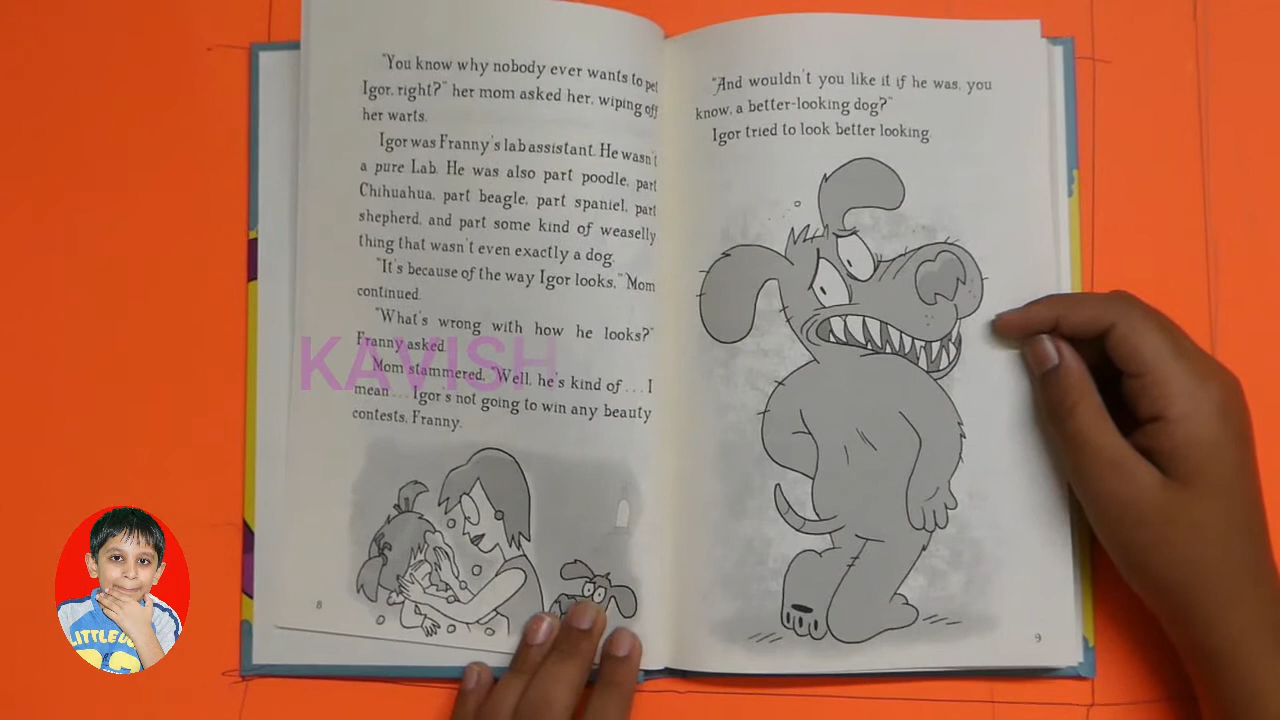 "You know why nobody ever wants to pet
Igor, right?" her mom asked her, wiping off
her warts.
Igor was Franny's lab assistant. He wasn't
a pure Lab. He was also part poodle, part
Chihuahua, part beagle, part spaniel, part
shepherd, and part some kind of weaselly
thing that wasn't even exactly a dog.
"It's because of the way Igor looks," Mom
continued.
"What's wrong with how he looks?"
Franny asked.
Mom stammered, "Well, he's kind of . . . I
mean . . . Igor's not going to win any beauty
contests, Franny.
8
"And wouldn't you like it if he was, you
know, a better-looking dog?"
Igor tried to look better looking.
9
KAVISH
LITTLE